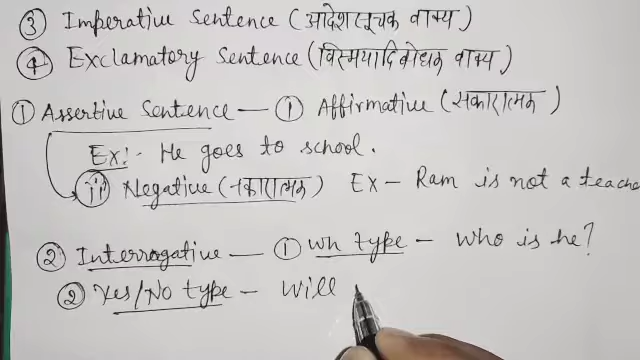 ③ Imperative Sentence (आदेशसूचक वाक्य)
④ Exclamatory Sentence (विस्मयादिबोधक वाक्य)
① Assertive Sentence — ① Affirmative (सकारात्मक)
Ex:- He goes to school.
(ii) Negative (नकारात्मक) Ex – Ram is not a teache
② Interrogative — ① Wh type – Who is he?
② Yes/No type – Will